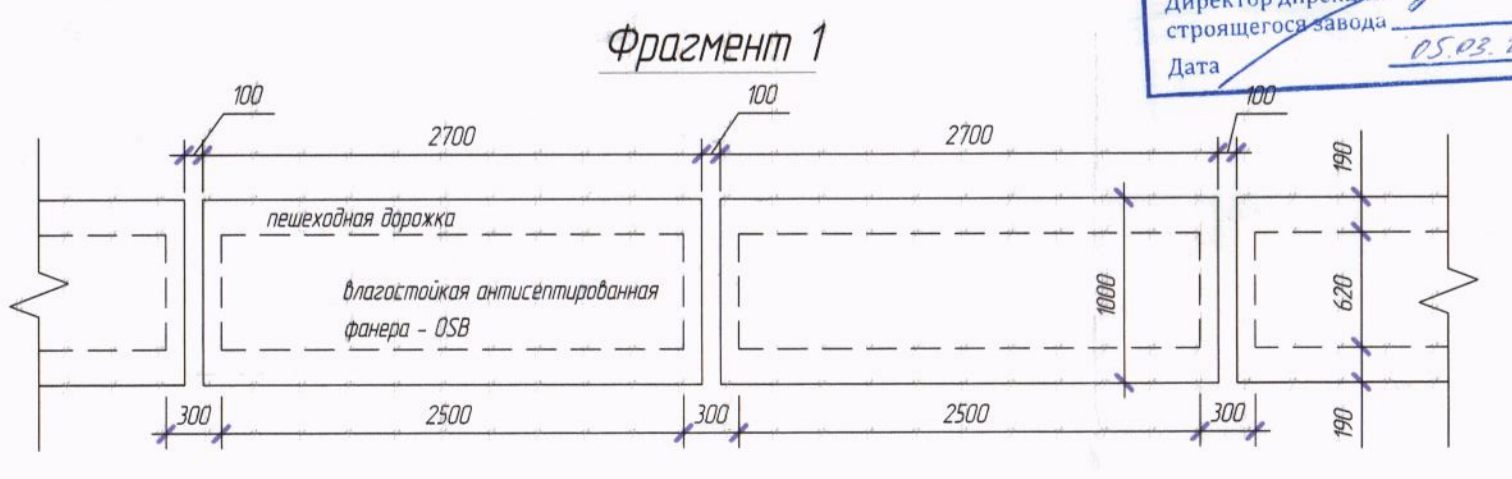 Фрагмент 1
строящегося завода
05.03.
Дата
100
100
100
2700
2700
190
пешеходная дорожка
влагостойкая антисептированная
фанера - OSB
1000
620
300
2500
300
2500
300
190